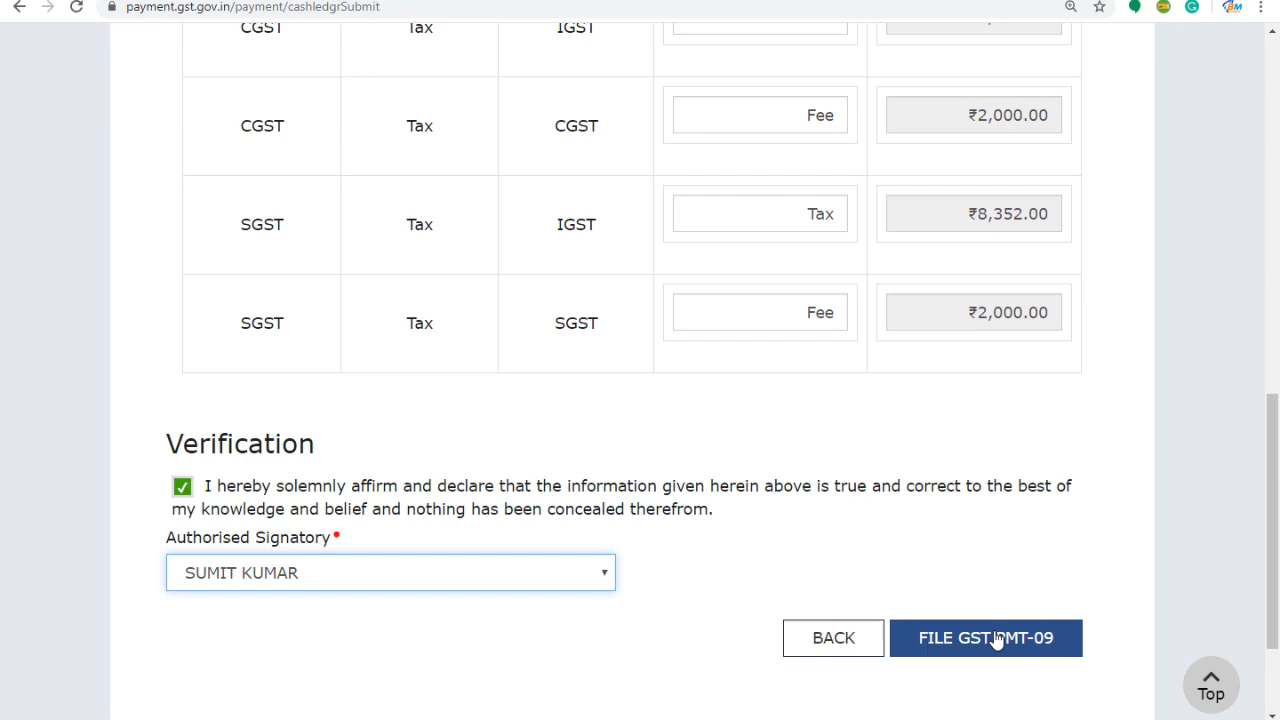 payment.gst.gov.in/payment/cashledgrSubmit
CGST Tax IGST
CGST Tax CGST Fee ₹2,000.00
SGST Tax IGST Tax ₹8,352.00
SGST Tax SGST Fee ₹2,000.00
Verification
I hereby solemnly affirm and declare that the information given herein above is true and correct to the best of
my knowledge and belief and nothing has been concealed therefrom.
Authorised Signatory•
SUMIT KUMAR
BACK FILE GST PMT-09
Top